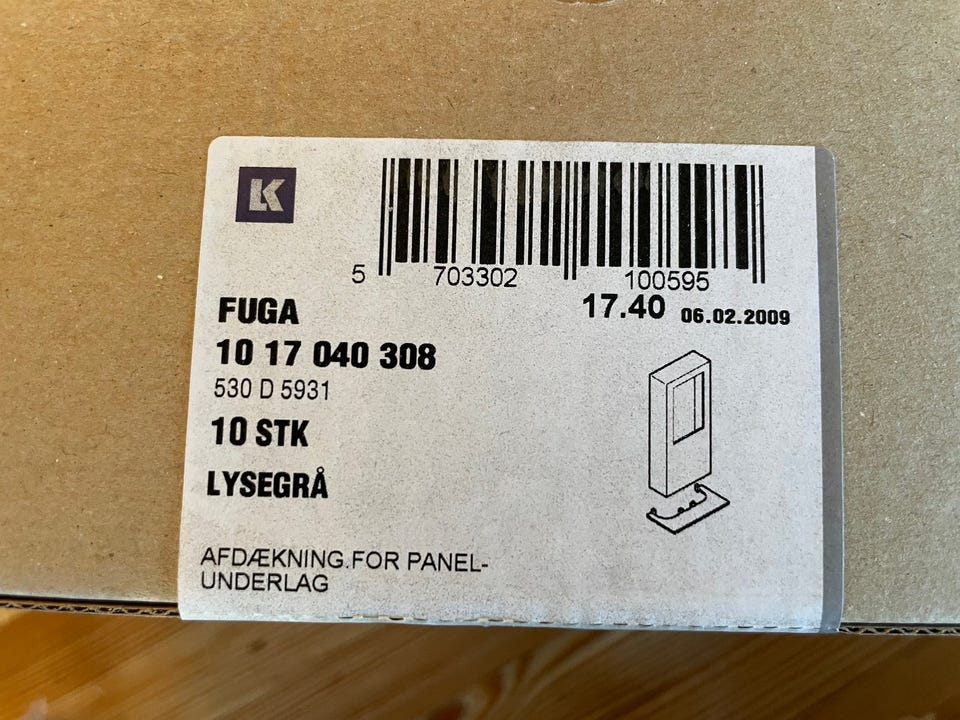 LK
5 703302 100595
17.40 06.02.2009
FUGA
10 17 040 308
530 D 5931
10 STK
LYSEGRÅ
AFDÆKNING.FOR PANEL-
UNDERLAG